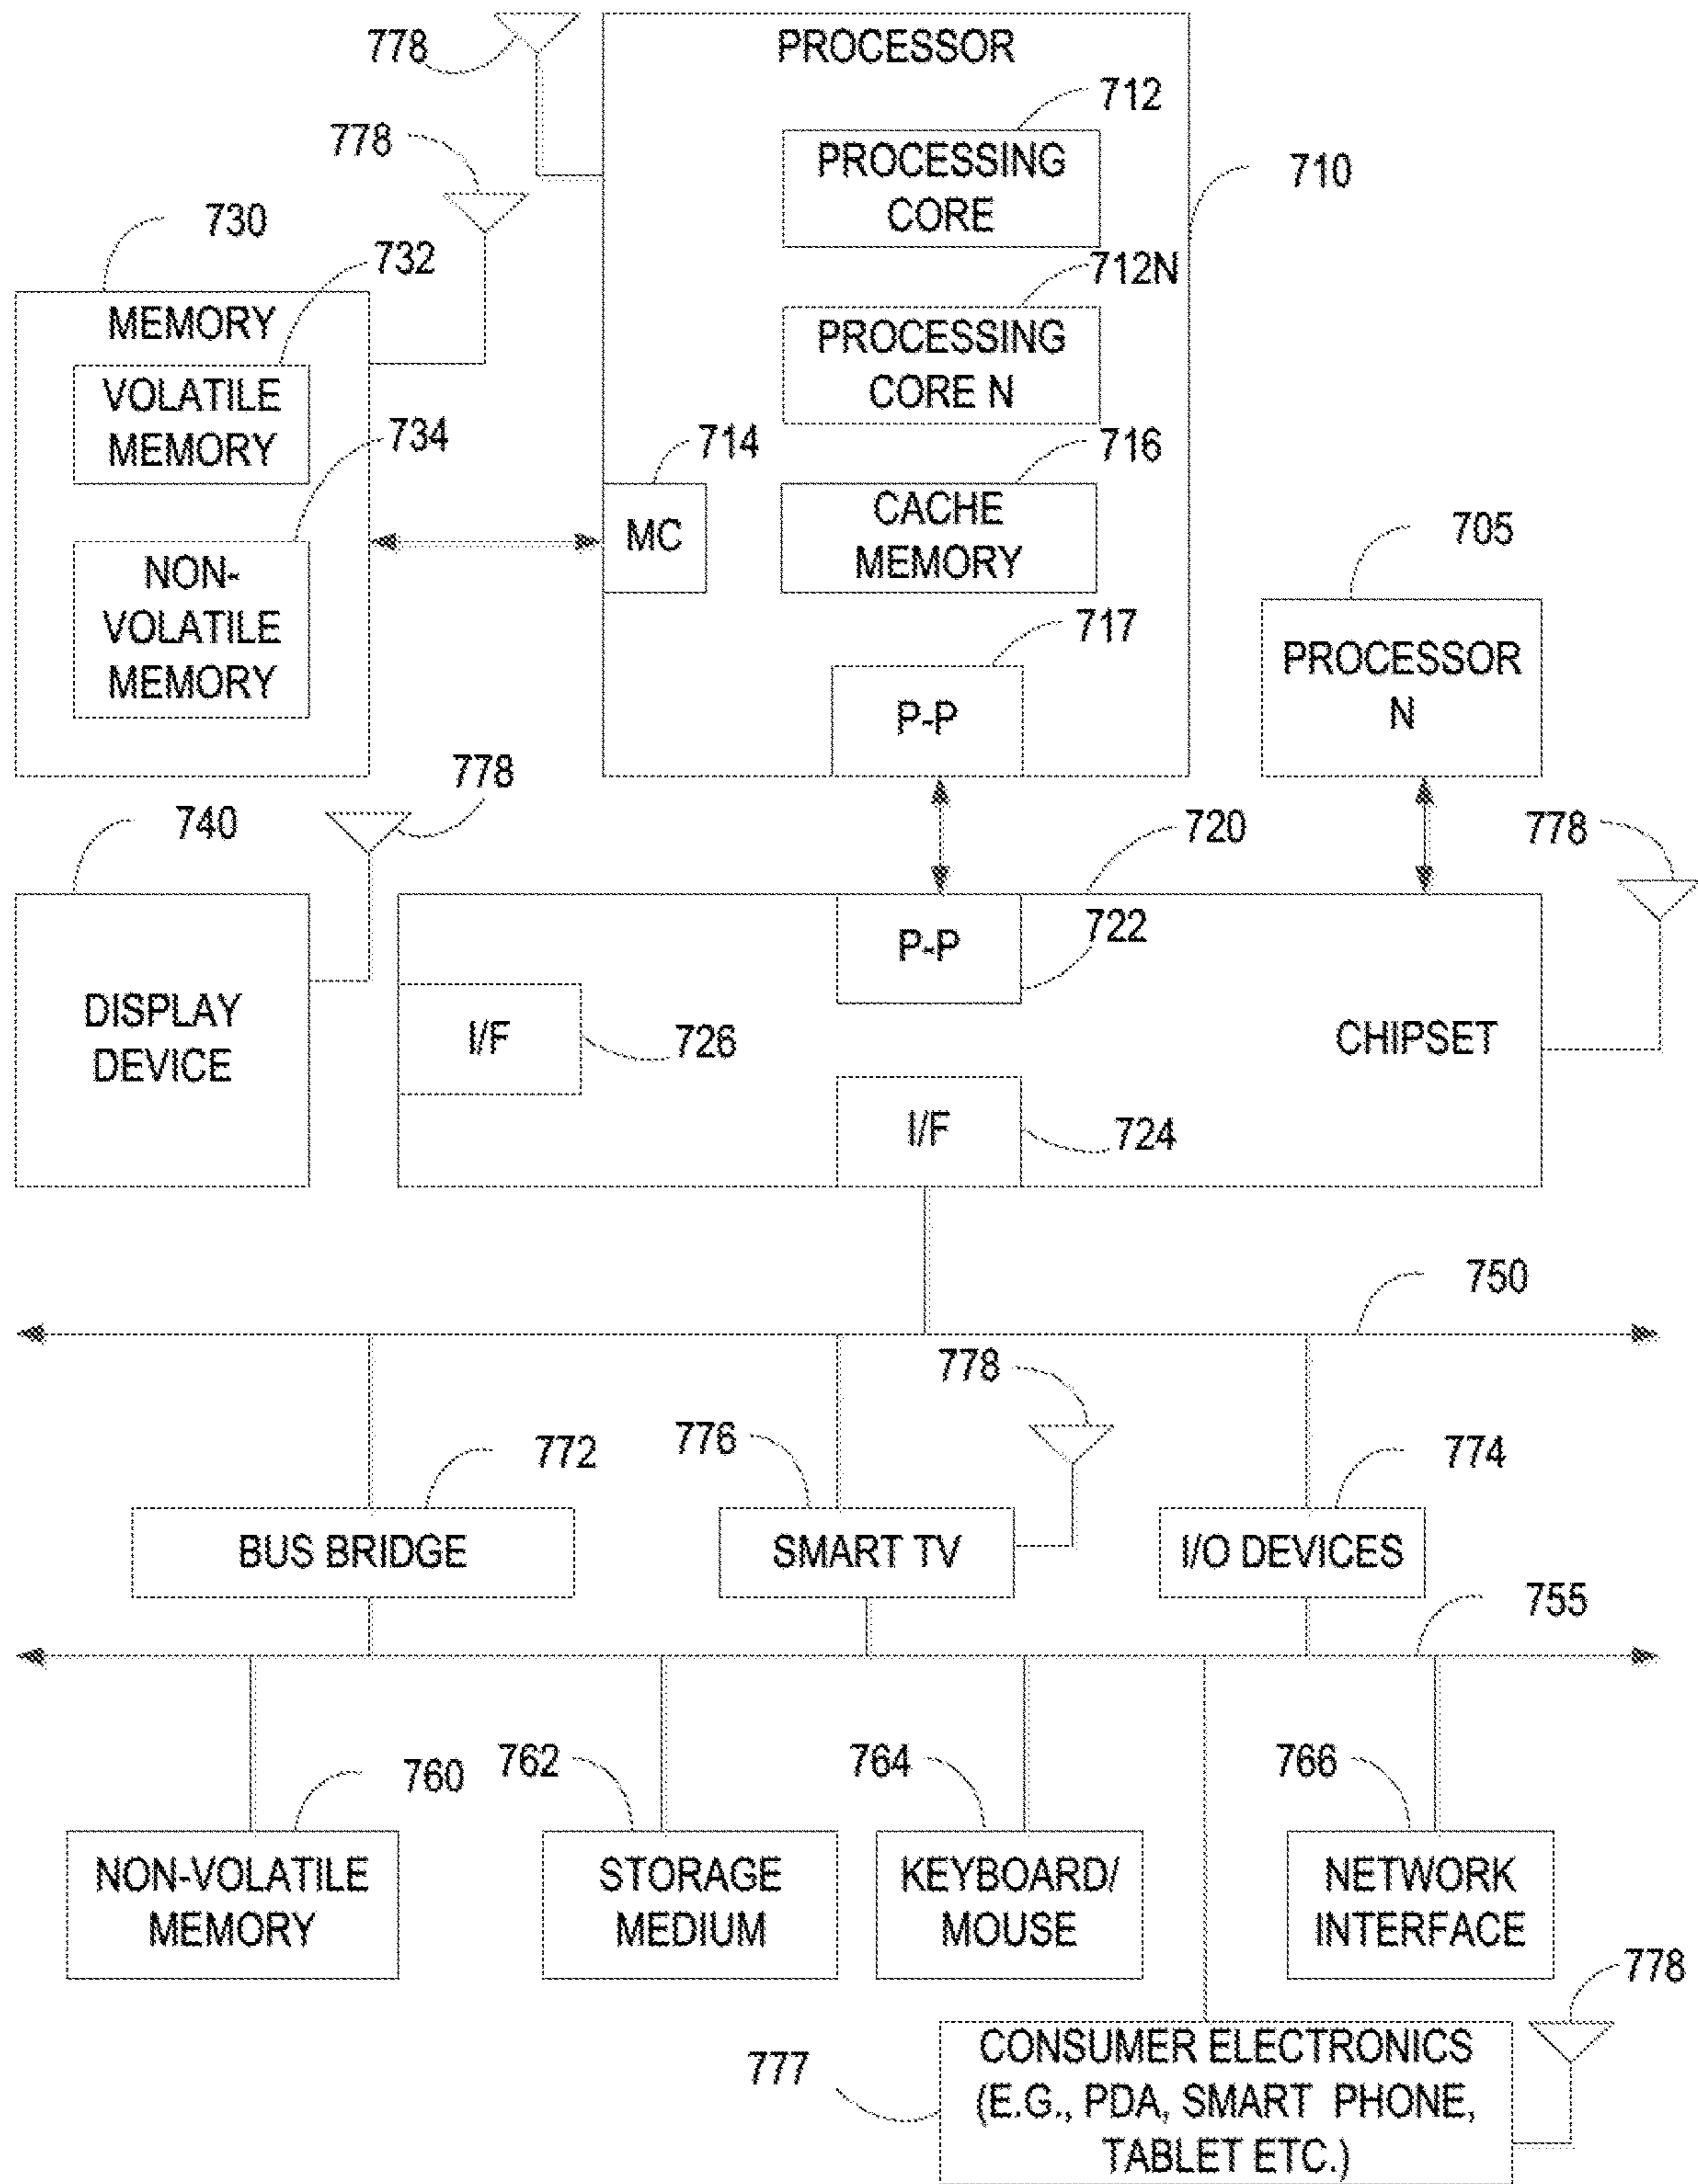 778
PROCESSOR
712
778
PROCESSING
CORE
710
730
732
712N
MEMORY
PROCESSING
CORE N
VOLATILE
MEMORY
734
714
716
MC
CACHE
MEMORY
705
NON-
VOLATILE
MEMORY
717
PROCESSOR
N
P-P
778
740
720
778
P-P
722
DISPLAY
DEVICE
I/F
726
CHIPSET
I/F
724
750
778
772
776
774
BUS BRIDGE
SMART TV
I/O DEVICES
755
760
762
764
766
NON-VOLATILE
MEMORY
STORAGE
MEDIUM
KEYBOARD/
MOUSE
NETWORK
INTERFACE
778
777
CONSUMER ELECTRONICS
(E.G., PDA, SMART PHONE,
TABLET ETC.)